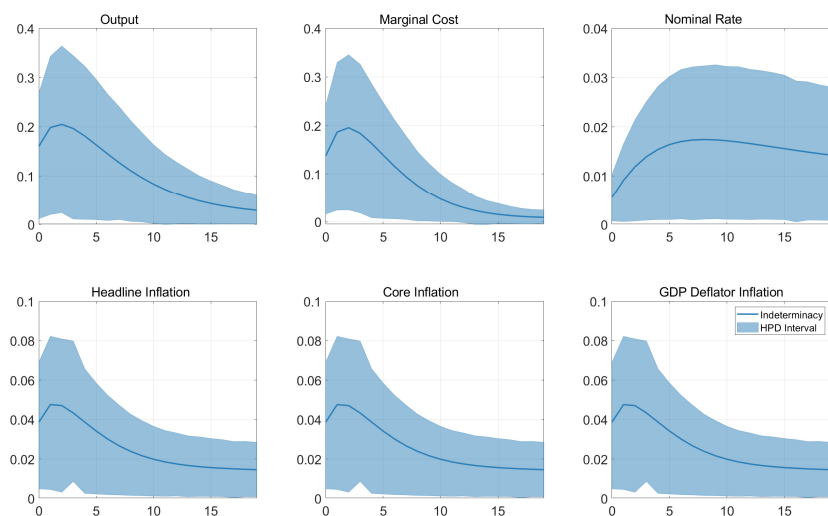 Output
0.4
0.3
0.2
0.1
0
0 5 10 15
Marginal Cost
0.4
0.3
0.2
0.1
0
0 5 10 15
Nominal Rate
0.04
0.03
0.02
0.01
0
0 5 10 15
Headline Inflation
0.1
0.08
0.06
0.04
0.02
0
0 5 10 15
Core Inflation
0.1
0.08
0.06
0.04
0.02
0
0 5 10 15
GDP Deflator Inflation
0.1
0.08
0.06
0.04
0.02
0
0 5 10 15
Indeterminacy
HPD Interval